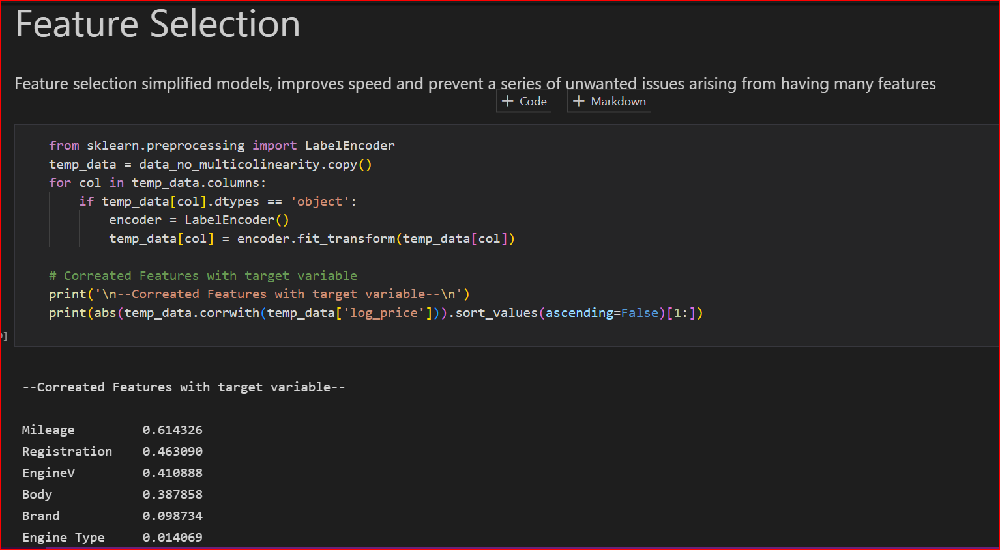 Feature Selection
Feature selection simplified models, improves speed and prevent a series of unwanted issues arising from having many features
+ Code + Markdown
from sklearn.preprocessing import LabelEncoder
temp_data = data_no_multicolinearity.copy()
for col in temp_data.columns:
    if temp_data[col].dtypes == 'object':
        encoder = LabelEncoder()
        temp_data[col] = encoder.fit_transform(temp_data[col])
# Correated Features with target variable
print('\n--Correated Features with target variable--\n')
print(abs(temp_data.corrwith(temp_data['log_price'])).sort_values(ascending=False)[1:])
]
--Correated Features with target variable--
Mileage 0.614326
Registration 0.463090
EngineV 0.410888
Body 0.387858
Brand 0.098734
Engine Type 0.014069